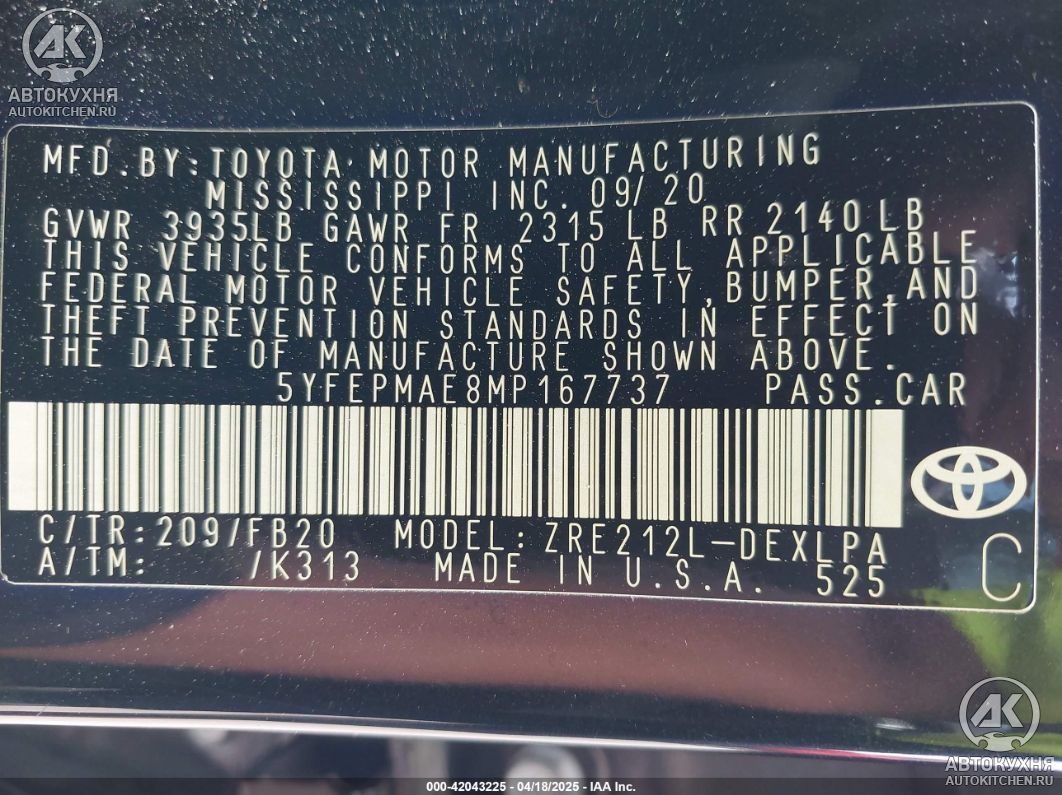 AK
АВТОКУХНЯ
AUTOKITCHEN.RU
MFD.BY:TOYOTA MOTOR MANUFACTURING
MISSISSIPPI INC. 09/20
GVWR 3935LB GAWR FR 2315 LB RR 2140LB
THIS VEHICLE CONFORMS TO ALL APPLICABLE
FEDERAL MOTOR VEHICLE SAFETY,BUMPER,AND
THEFT PREVENTION STANDARDS IN EFFECT ON
THE DATE OF MANUFACTURE SHOWN ABOVE.
5YFEPMAE8MP167737 PASS.CAR
C/TR:209/FB20 MODEL:ZRE212L-DEXLPA
A/TM: /K313 MADE IN U.S.A. 525
C
AK
АВТОКУХНЯ
AUTOKITCHEN.RU
000-42043225 - 04/18/2025 - IAA Inc.